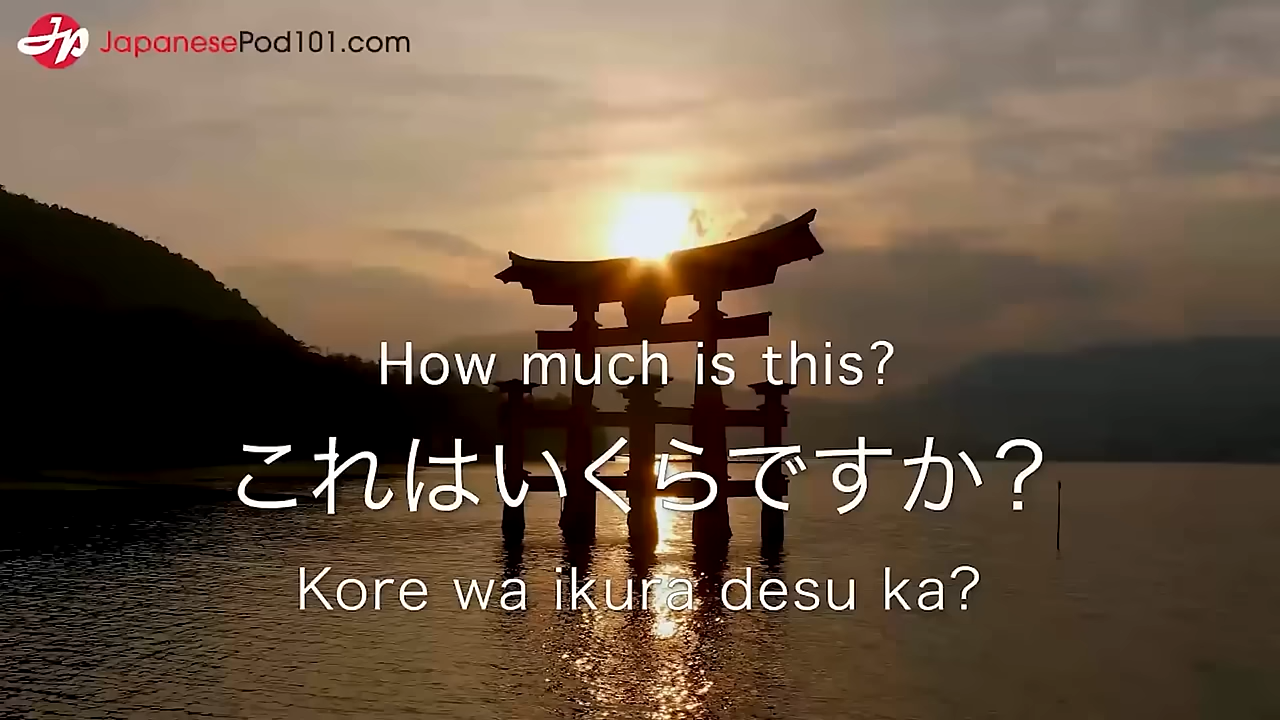 JapanesePod101.com
How much is this?
これはいくらですか?
Kore wa ikura desu ka?